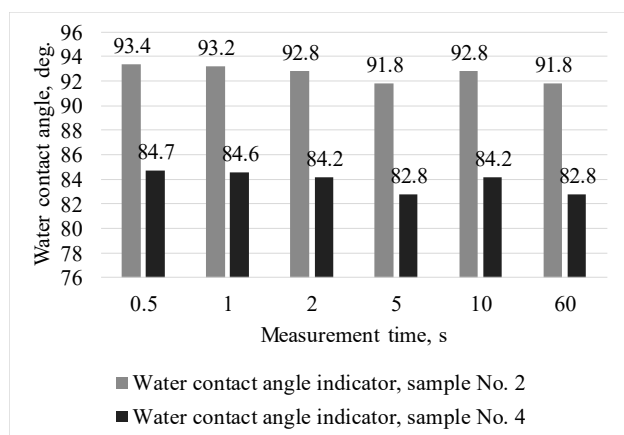 Water contact angle, deg.
96
94
92
90
88
86
84
82
80
78
76
93.4 93.2 92.8 91.8 92.8 91.8
84.7 84.6 84.2 82.8 84.2 82.8
0.5 1 2 5 10 60
Measurement time, s
Water contact angle indicator, sample No. 2
Water contact angle indicator, sample No. 4